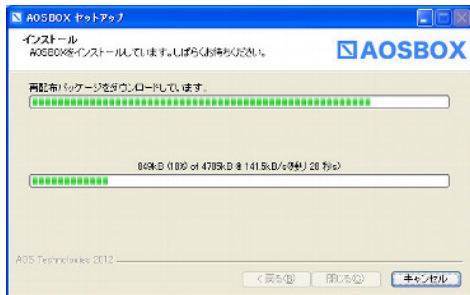 AOSBOX セットアップ
インストール
AOSBOXをインストールしています。しばらくお待ちください。
AOSBOX
再配布パッケージをダウンロードしています.
849kB (18%) of 4785kB @ 141.5kB/s (残り 28 秒s)
AOS Technologies 2012
< 戻る(B)
閉じる(C)
キャンセル